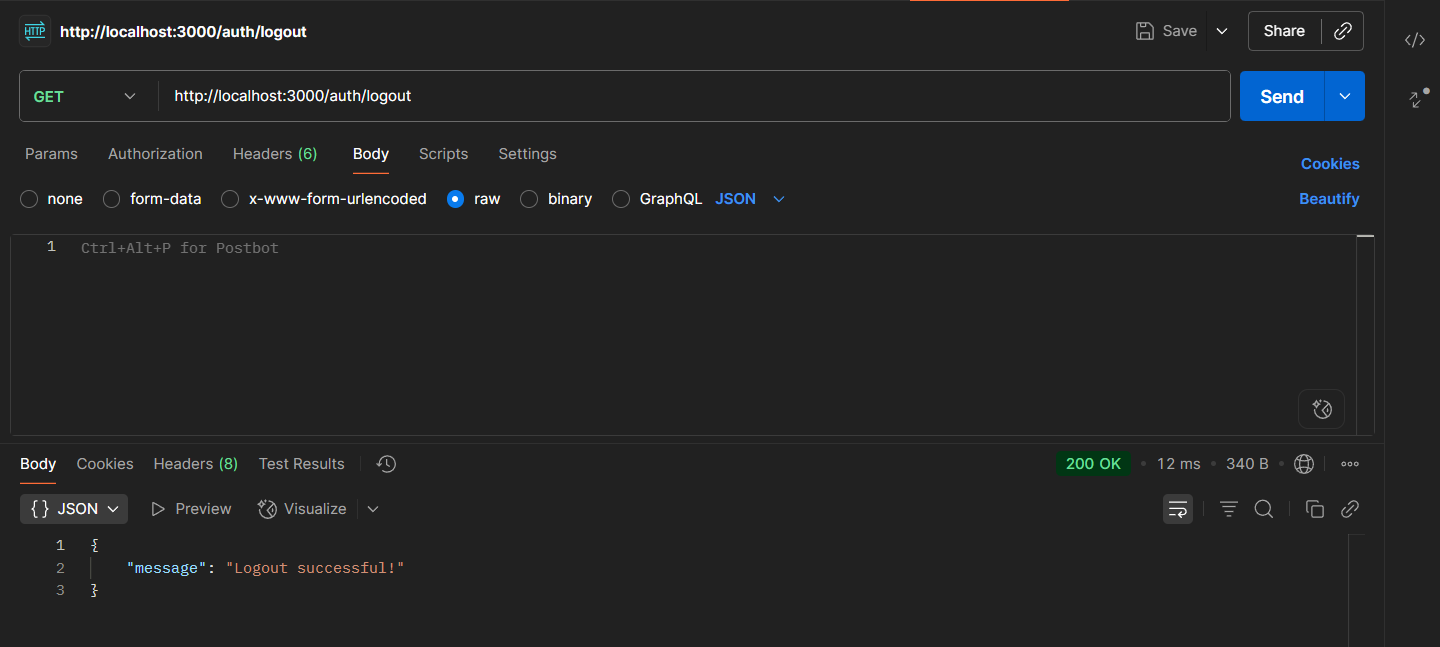 HTTP http://localhost:3000/auth/logout Save Share
GET http://localhost:3000/auth/logout Send
Params Authorization Headers (6) Body Scripts Settings Cookies
none form-data x-www-form-urlencoded raw binary GraphQL JSON Beautify
1 Ctrl+Alt+P for Postbot
Body Cookies Headers (8) Test Results 200 OK • 12 ms • 340 B •
{} JSON Preview Visualize
1 {
2 "message": "Logout successful!"
3 }